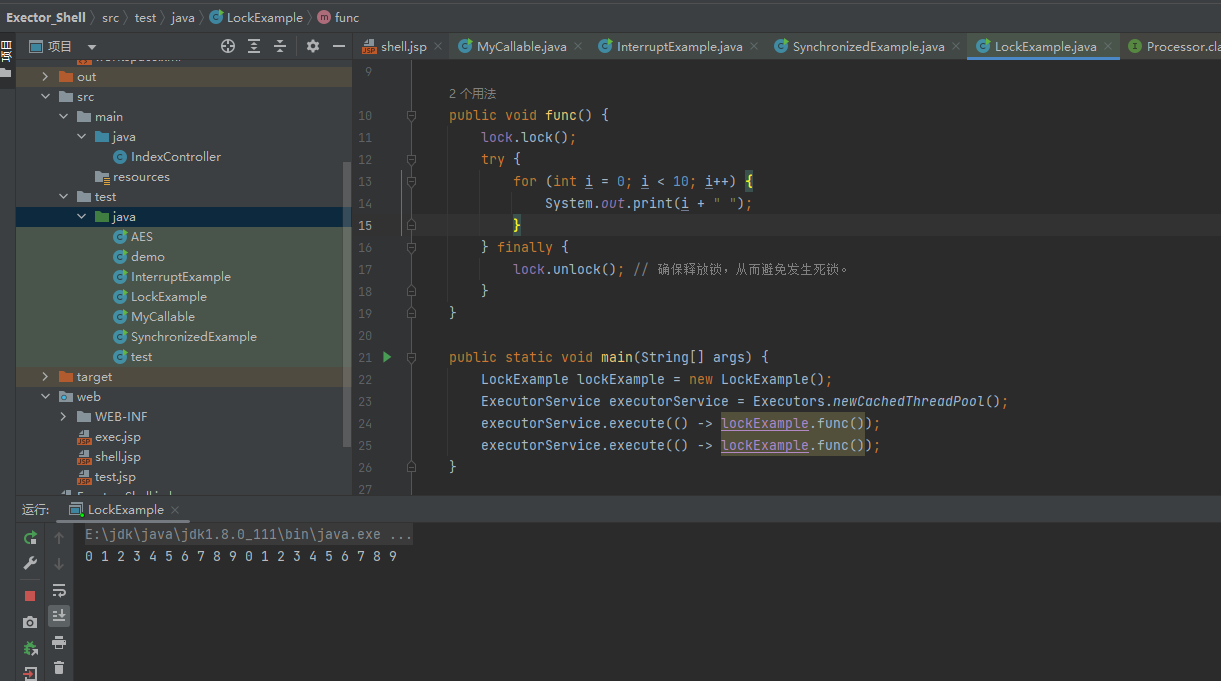 Exector_Shell src test java LockExample func
项目
项目
shell.jsp MyCallable.java InterruptExample.java SynchronizedExample.java LockExample.java Processor.cla
out
src
main
java
IndexController
resources
test
java
AES
demo
InterruptExample
LockExample
MyCallable
SynchronizedExample
test
target
web
WEB-INF
exec.jsp
shell.jsp
test.jsp
9
2 个用法
10 public void func() {
11 lock.lock();
12 try {
13 for (int i = 0; i < 10; i++) {
14 System.out.print(i + " ");
15 }
16 } finally {
17 lock.unlock(); // 确保释放锁，从而避免发生死锁。
18 }
19 }
20
21 public static void main(String[] args) {
22 LockExample lockExample = new LockExample();
23 ExecutorService executorService = Executors.newCachedThreadPool();
24 executorService.execute(() -> lockExample.func());
25 executorService.execute(() -> lockExample.func());
26 }
27
运行: LockExample
E:\jdk\java\jdk1.8.0_111\bin\java.exe ...
0 1 2 3 4 5 6 7 8 9 0 1 2 3 4 5 6 7 8 9